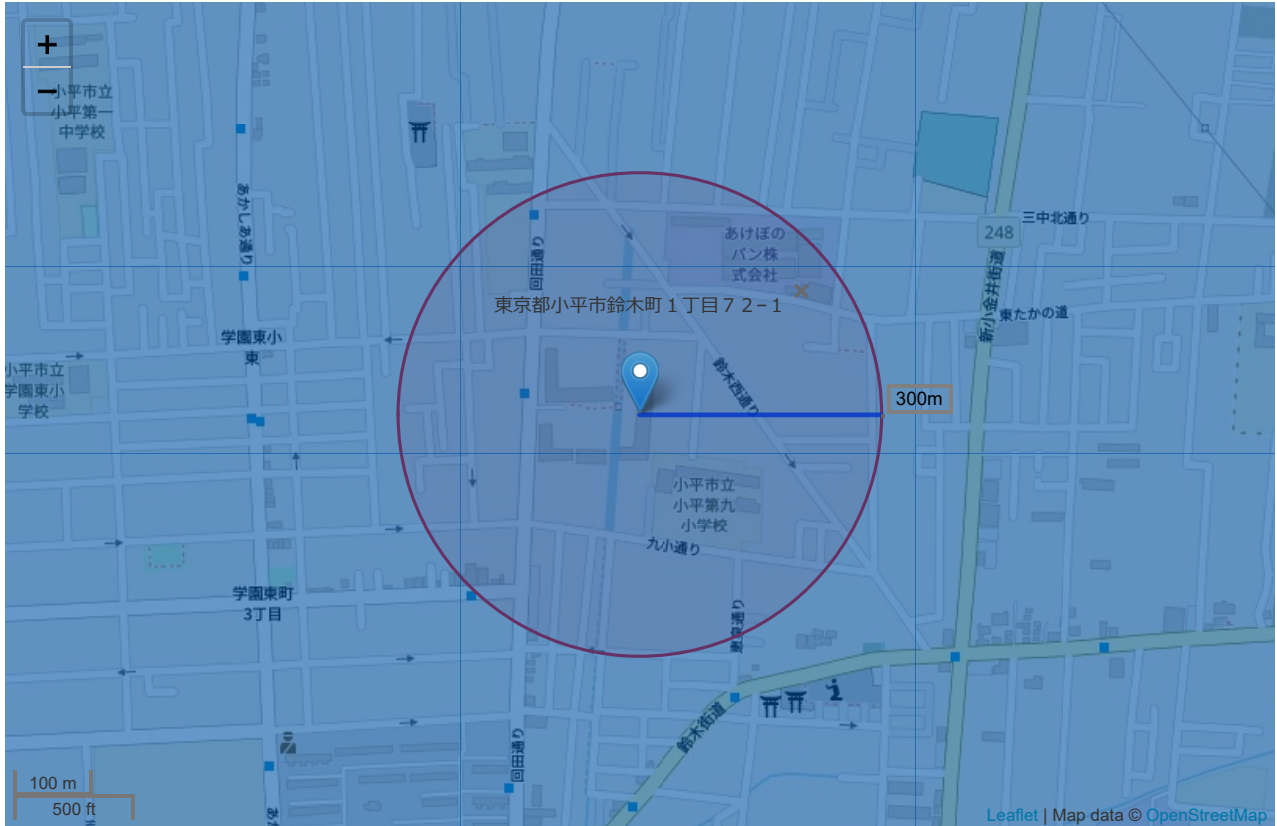 +
−
小平市立
小平第一
中学校
あかしあ通り
回田通り
あけぼの
パン株
式会社
248
三中北通り
新小金井街道
東たかの道
東京都小平市鈴木町1丁目72-1
学園東小
東
小平市立
学園東小
学校
鈴木西通り
300m
小平市立
小平第九
小学校
九小通り
学園東町
3丁目
鈴木街道
回田通り
あ
100 m
500 ft
Leaflet | Map data © OpenStreetMap